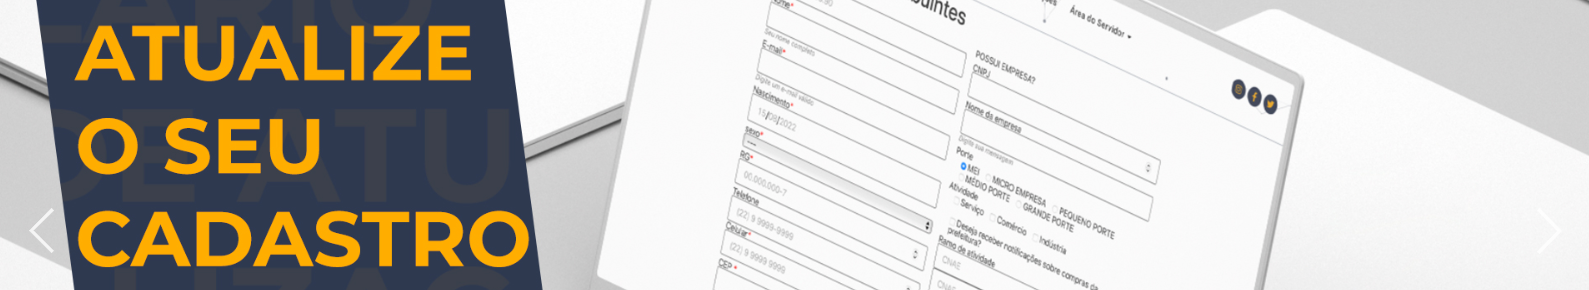 ATUALIZE
O SEU
CADASTRO
Área do Servidor
Nome*
Seu nome completo
E-mail*
Digite um e-mail válido
Nascimento*
15/08/2022
sexo*
---
RG*
00.000.000-7
Telefone
(22) 9 9999-9999
Celular*
(22) 9 9999 9999
CEP *
POSSUI EMPRESA?
CNPJ
Nome da empresa
Digite sua mensagem
Porte
MEI MICRO EMPRESA PEQUENO PORTE
MÉDIO PORTE GRANDE PORTE
Atividade
Serviço Comércio Indústria
Deseja receber notificações sobre compras da
prefeitura?
Ramo de atividade
CNAE
CNAE